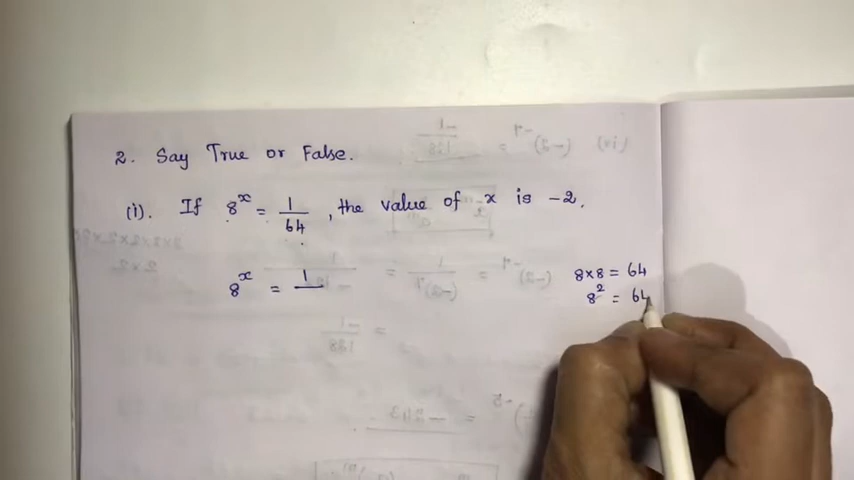 2. Say True or False.
(i). If 8^x = 1/64, the value of x is -2.
8^x = 1/
8×8 = 64
8^2 = 64